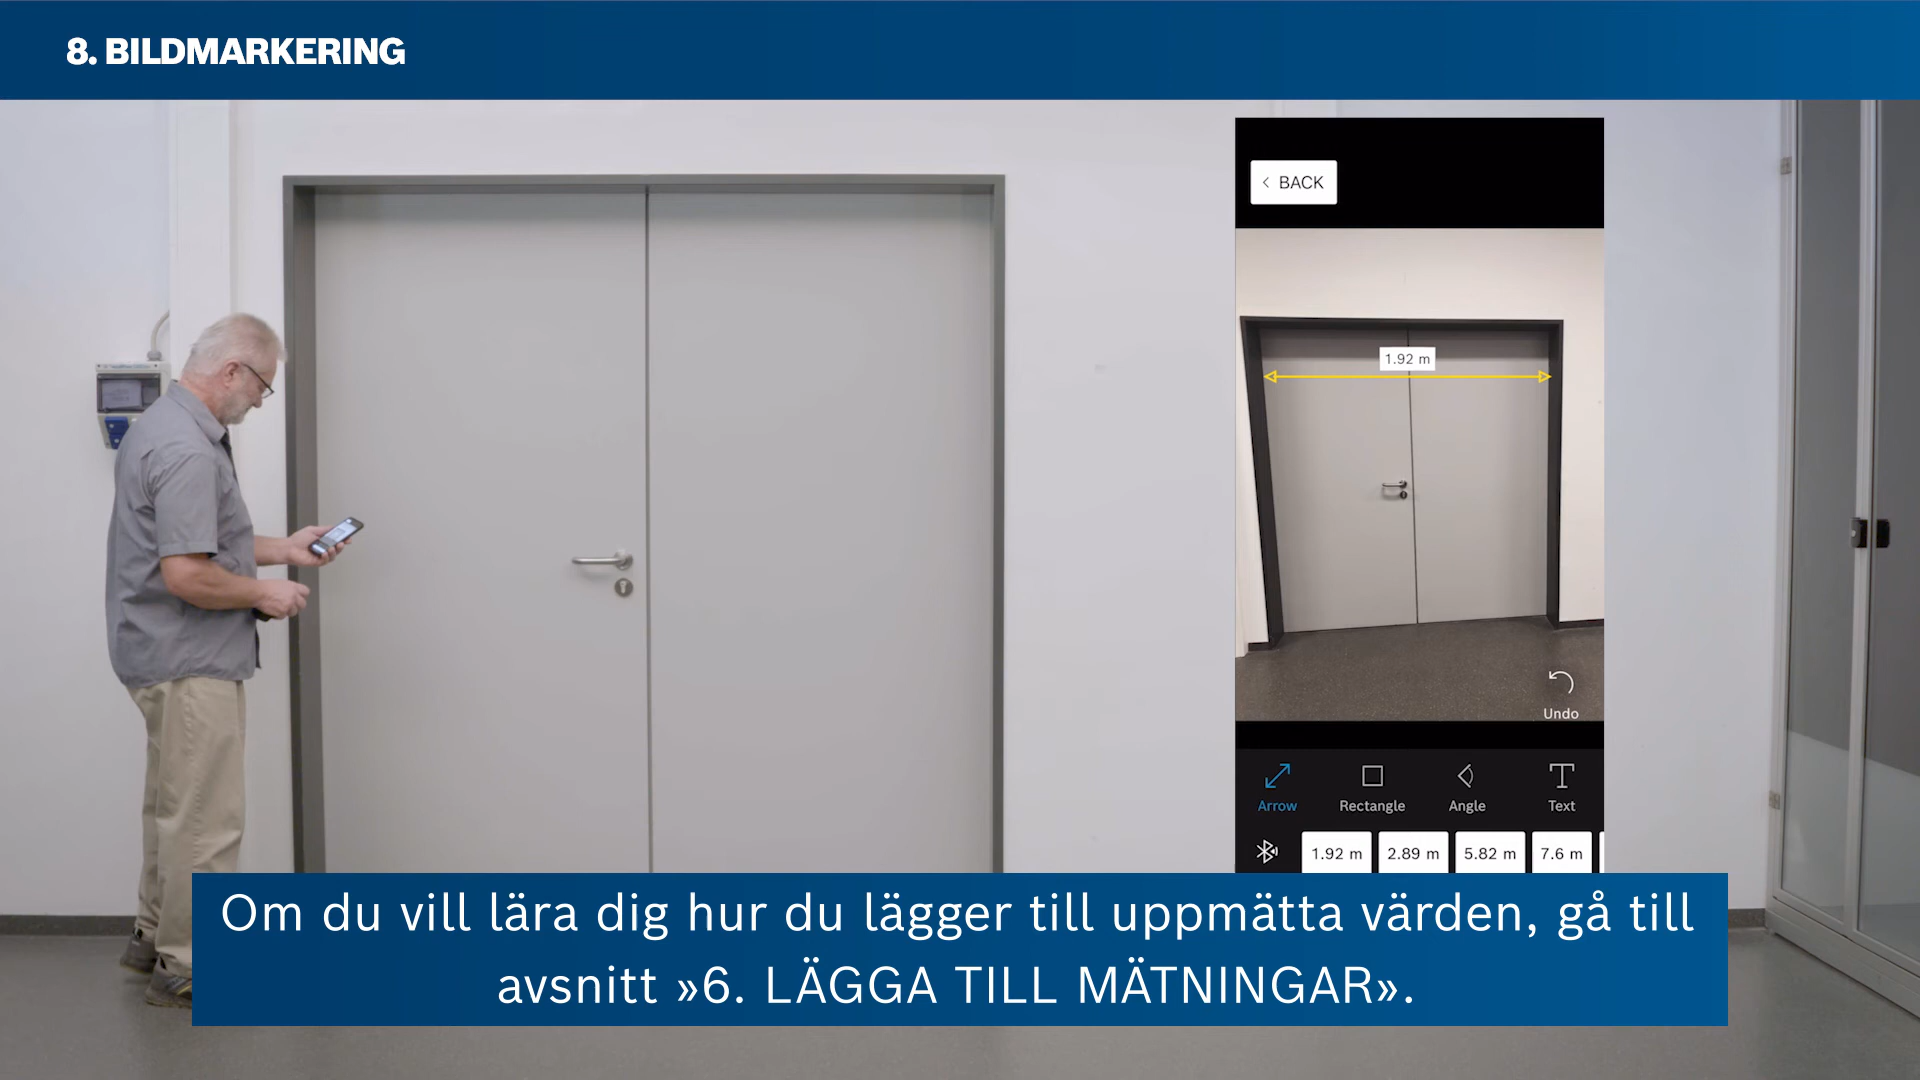 8. BILDMARKERING
BACK
1.92 m
Undo
Arrow
Rectangle
Angle
Text
1.92 m
2.89 m
5.82 m
7.6 m
Om du vill lära dig hur du lägger till uppmätta värden, gå till
avsnitt »6. LÄGGA TILL MÄTNINGAR».